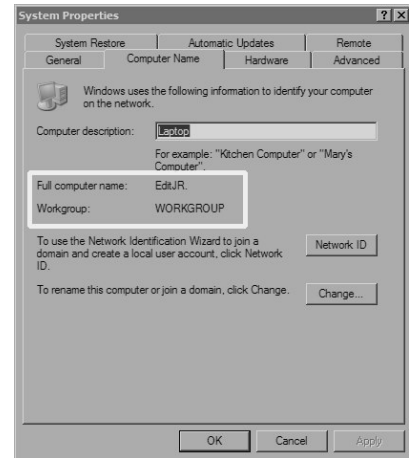 System Properties
? X
System Restore Automatic Updates Remote
General Computer Name Hardware Advanced
Windows uses the following information to identify your computer
on the network.
Computer description: Laptop
For example: "Kitchen Computer" or "Mary's
Computer".
Full computer name: EditJR.
Workgroup: WORKGROUP
To use the Network Identification Wizard to join a
domain and create a local user account, click Network
ID.
Network ID
To rename this computer or join a domain, click Change.
Change...
OK Cancel Apply